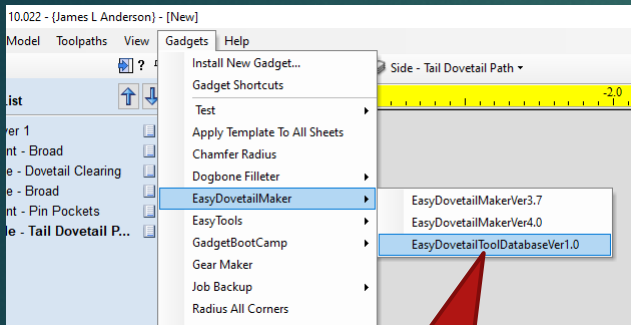 10.022 - {James L Anderson} - [New]
Model Toolpaths View Gadgets Help
? Install New Gadget... Side - Tail Dovetail Path
Gadget Shortcuts
-2.0
List
Test
er 1
Apply Template To All Sheets
nt - Broad
Chamfer Radius
e - Dovetail Clearing
Dogbone Filleter
e - Broad
EasyDovetailMaker
EasyDovetailMakerVer3.7
nt - Pin Pockets
EasyTools
EasyDovetailMakerVer4.0
e - Tail Dovetail P...
GadgetBootCamp
EasyDovetailToolDatabaseVer1.0
Gear Maker
Job Backup
Radius All Corners